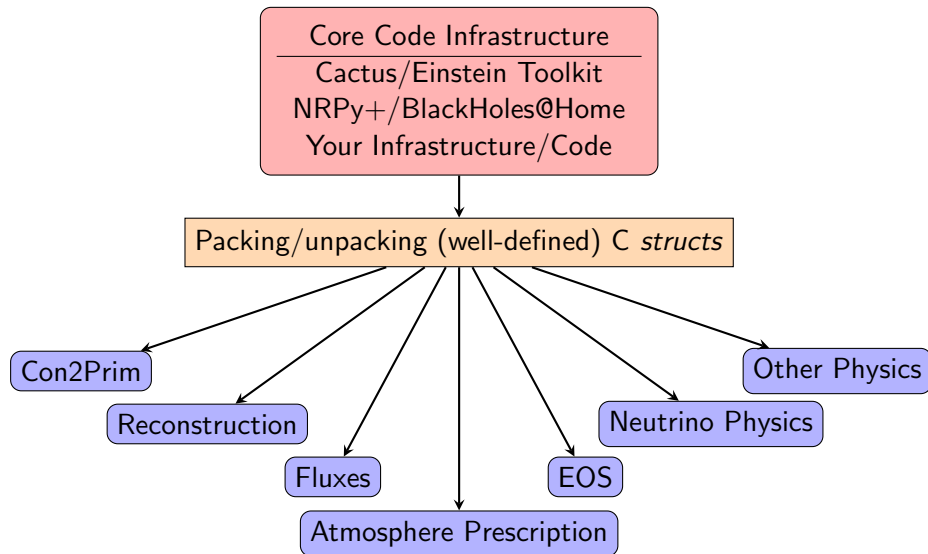 Core Code Infrastructure
Cactus/Einstein Toolkit
NRPy+/BlackHoles@Home
Your Infrastructure/Code
Packing/unpacking (well-defined) C structs
Con2Prim
Other Physics
Reconstruction
Neutrino Physics
Fluxes
EOS
Atmosphere Prescription